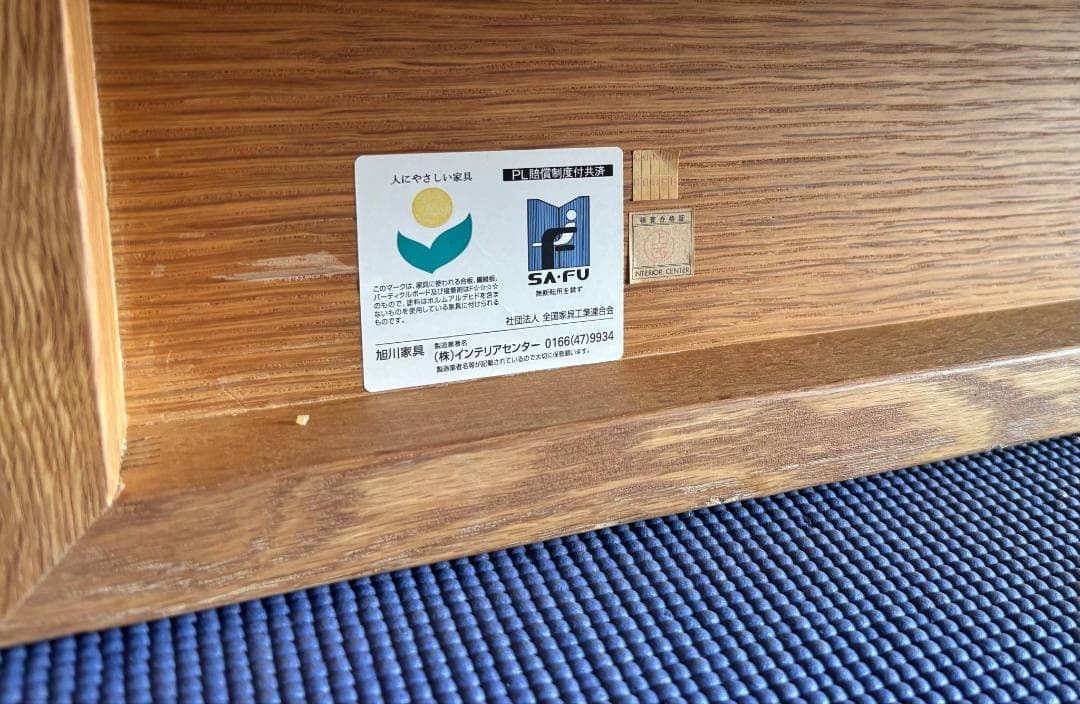 人にやさしい家具
PL賠償制度付共済
SA・FU
無断転用を禁ず
このマークは、家具に使われる合板、繊維板、
パーティクルボード及び接着剤はF☆☆☆☆
のもので、塗料はホルムアルデヒドを含ま
ないものを使用している家具に付けられる
ものです。
社団法人 全国家具工業連合会
旭川家具
製造業者名
(株)インテリアセンター 0166(47)9934
製造業者名等が記載されているので大切に保管願います。
検査合格証
上西
INTERIOR CENTER